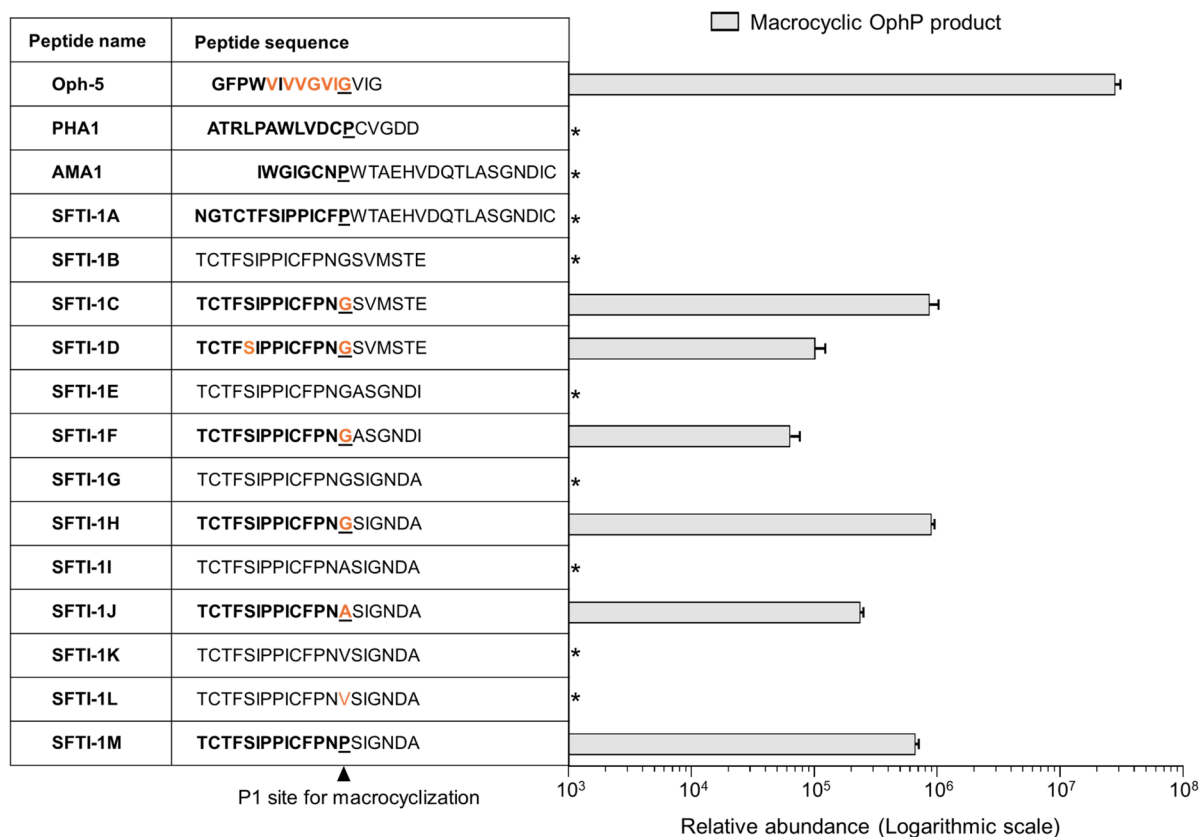 Macrocyclic OphP product
Peptide name Peptide sequence
Oph-5 GFPWVIVVGVIGVIG
PHA1 ATRLPAWLVDCPCVGDD *
AMA1 IWGIGCNPWTAEHVDQTLASGNDIC *
SFTI-1A NGTCTFSIPPICFPWTAEHVDQTLASGNDIC *
SFTI-1B TCTFSIPPICFPNGSVMSTE *
SFTI-1C TCTFSIPPICFPNGSVMSTE
SFTI-1D TCTFSIPPICFPNGSVMSTE
SFTI-1E TCTFSIPPICFPNGASGNDI *
SFTI-1F TCTFSIPPICFPNGASGNDI
SFTI-1G TCTFSIPPICFPNGSIGNDA *
SFTI-1H TCTFSIPPICFPNGSIGNDA
SFTI-1I TCTFSIPPICFPNASIGNDA *
SFTI-1J TCTFSIPPICFPNASIGNDA
SFTI-1K TCTFSIPPICFPNVSIGNDA *
SFTI-1L TCTFSIPPICFPNVSIGNDA *
SFTI-1M TCTFSIPPICFPNPSIGNDA
P1 site for macrocyclization
10³ 10⁴ 10⁵ 10⁶ 10⁷ 10⁸
Relative abundance (Logarithmic scale)